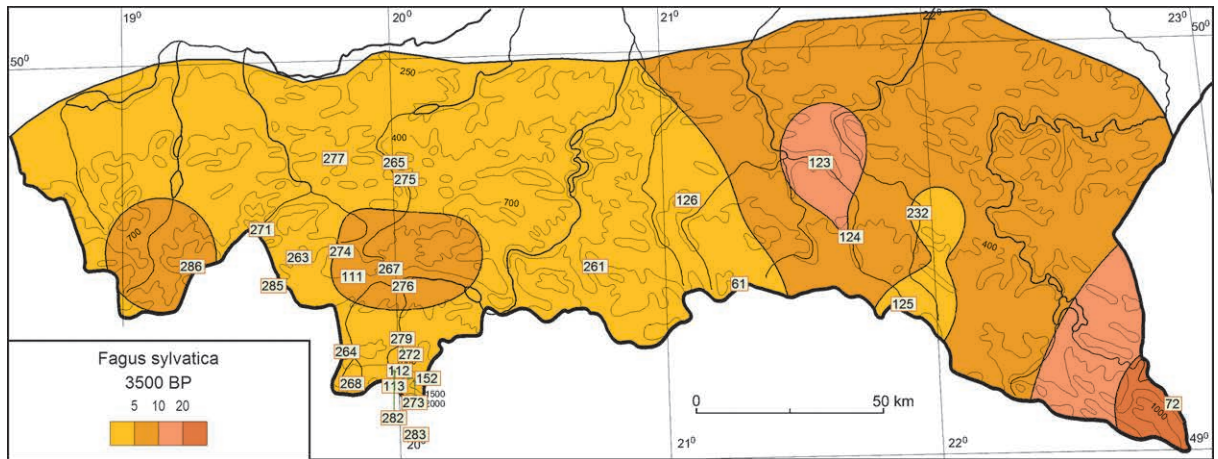 19⁰ 20⁰ 21⁰ 22⁰ 23⁰
50⁰ 50⁰
250
400
277 265 123
275
700 126 232
700
271 124 400
274
286 263 267 261
111
285 276 61 125
279
264 272
112
268 113 152
1500
273 2000 72
282 1000
283
20⁰ 21⁰ 22⁰ 49⁰
Fagus sylvatica
3500 BP
5 10 20
0 50 km